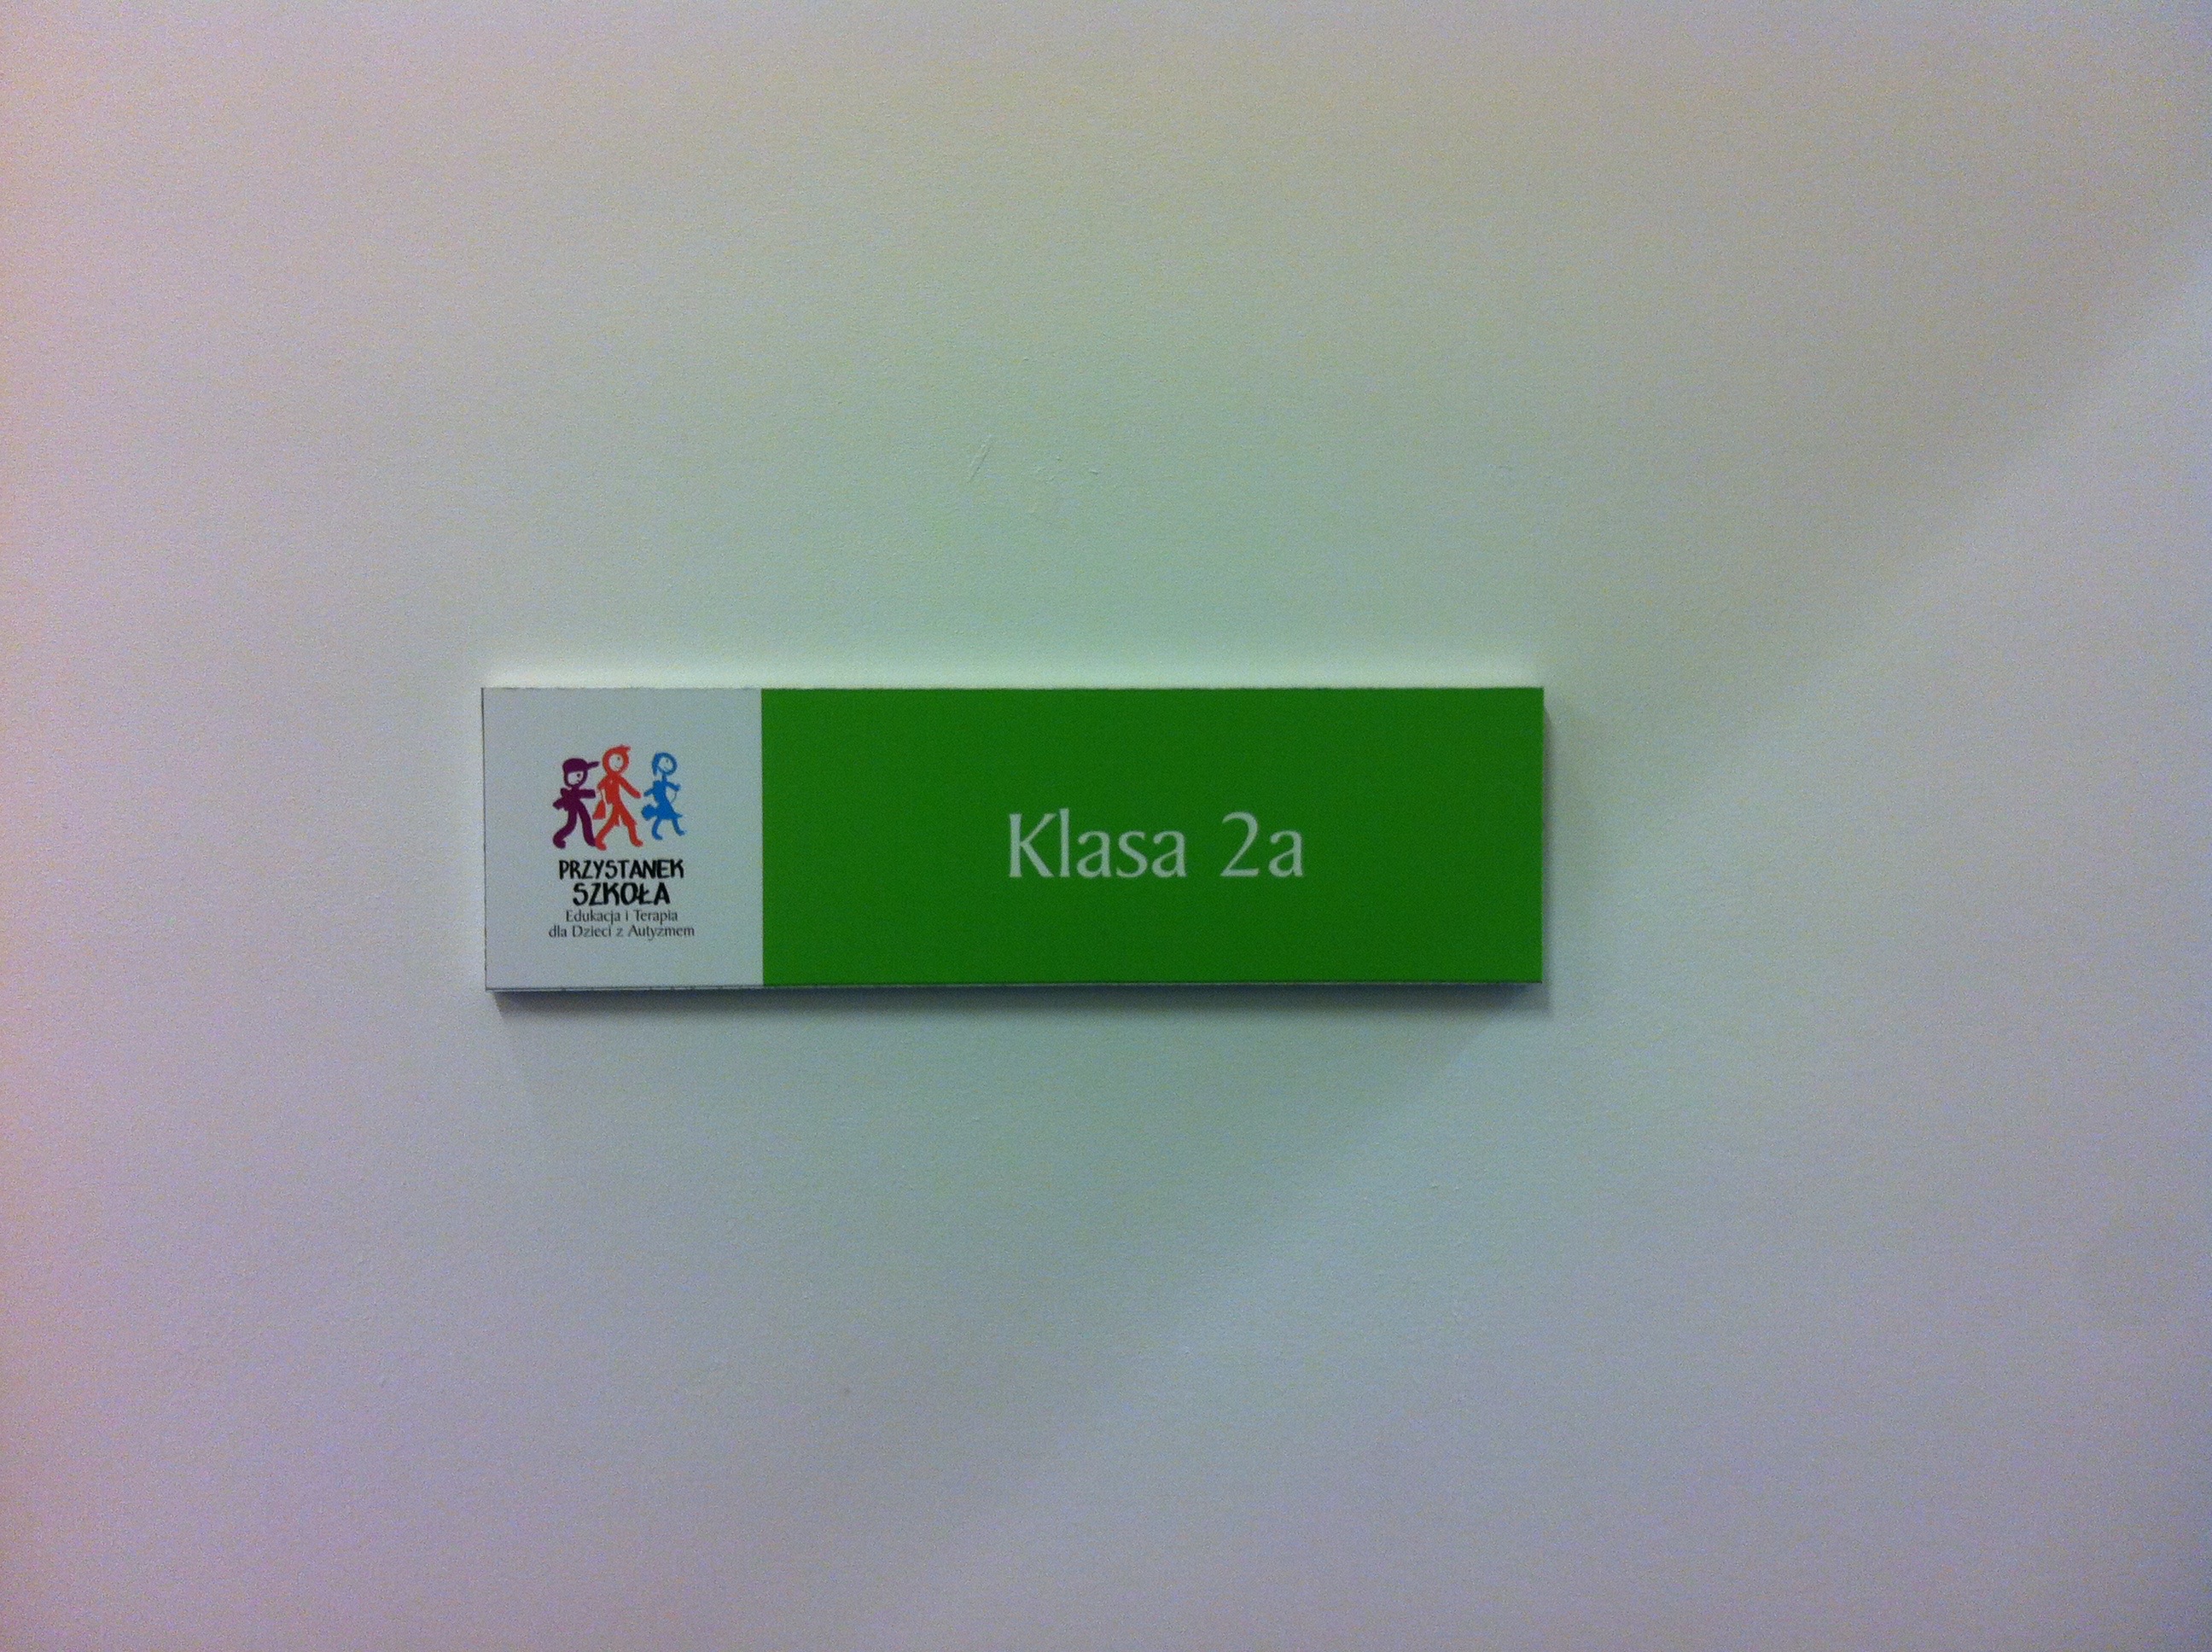 PRZYSTANEK
SZKOŁA
Edukacja i Terapia
dla Dzieci z Autyzmem
Klasa 2a